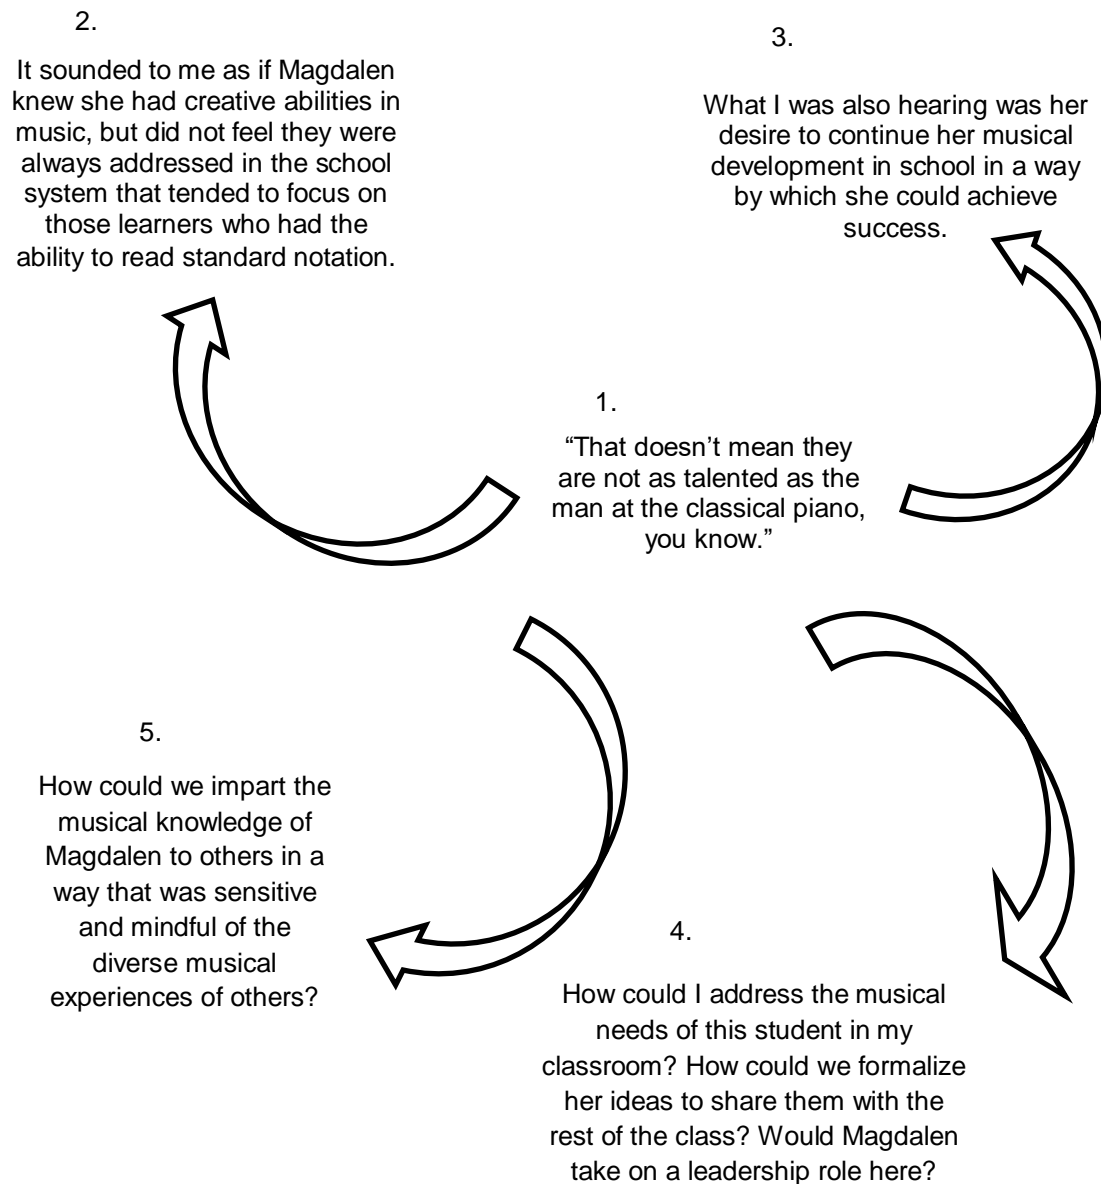 2.
It sounded to me as if Magdalen
knew she had creative abilities in
music, but did not feel they were
always addressed in the school
system that tended to focus on
those learners who had the
ability to read standard notation.
3.
What I was also hearing was her
desire to continue her musical
development in school in a way
by which she could achieve
success.
1.
“That doesn’t mean they
are not as talented as the
man at the classical piano,
you know.”
5.
How could we impart the
musical knowledge of
Magdalen to others in a
way that was sensitive
and mindful of the
diverse musical
experiences of others?
4.
How could I address the musical
needs of this student in my
classroom? How could we formalize
her ideas to share them with the
rest of the class? Would Magdalen
take on a leadership role here?